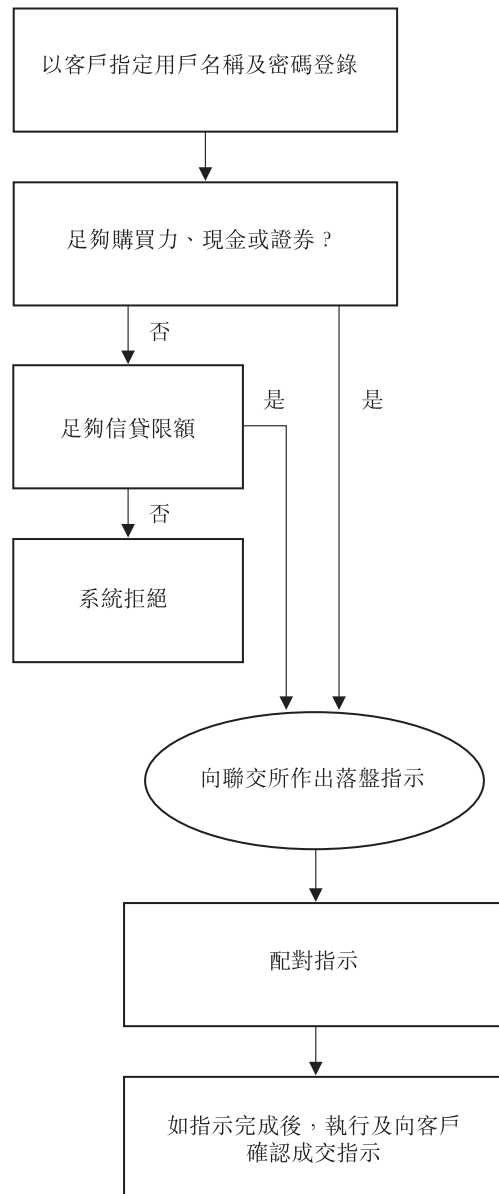 以客戶指定用戶名稱及密碼登錄
足夠購買力、現金或證券?
否
足夠信貸限額
是
是
否
系統拒絕
向聯交所作出落盤指示
配對指示
如指示完成後，執行及向客戶
確認成交指示